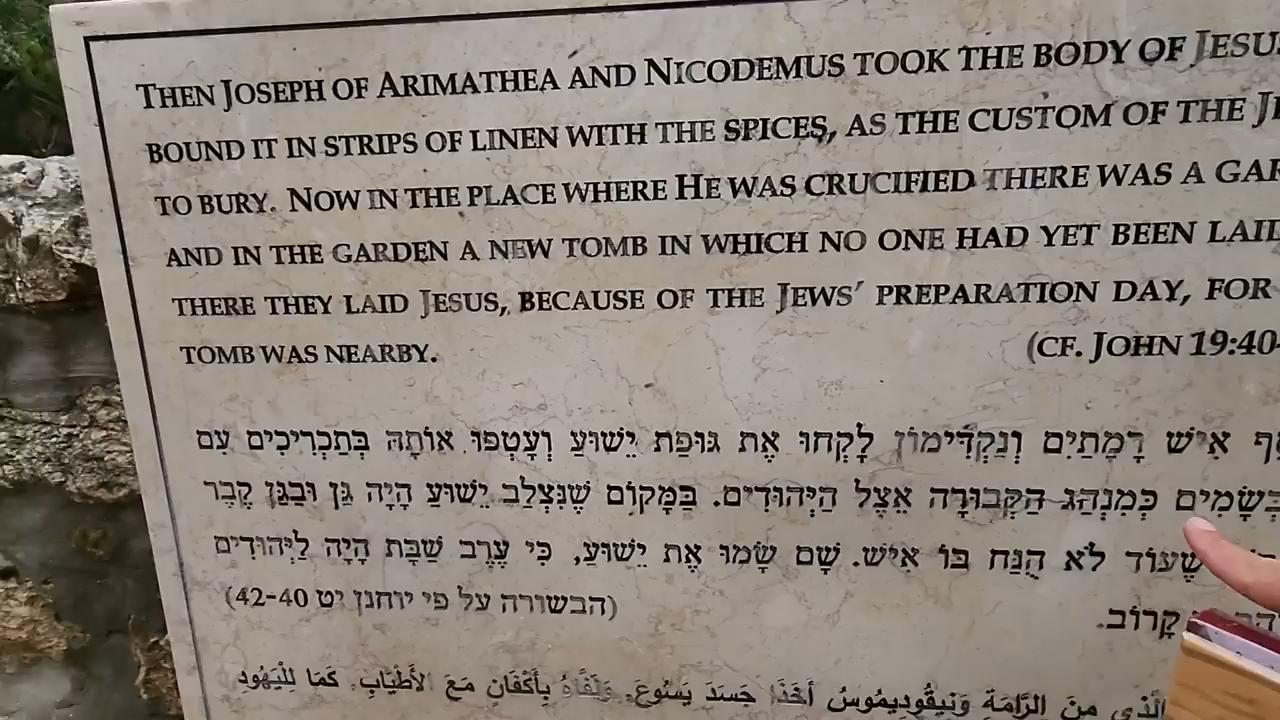 THEN JOSEPH OF ARIMATHEA AND NICODEMUS TOOK THE BODY OF
BOUND IT IN STRIPS OF LINEN WITH THE SPICES, AS THE CUSTOM OF THE
TO BURY. NOW IN THE PLACE WHERE HE WAS CRUCIFIED THERE WAS A
AND IN THE GARDEN A NEW TOMB IN WHICH NO ONE HAD YET BEEN
THERE THEY LAID JESUS, BECAUSE OF THE JEWS' PREPARATION DAY, FOR
TOMB WAS NEARBY.
(CF. JOHN 19:40-
אִישׁ רָמָתַיִם וְנַקְדִּימוֹן לָקְחוּ אֶת גּוּפַת יֵשׁוּעַ וְעָטְפוּ אוֹתָהּ בְּתַכְרִיכִים עִם
בְּשָׂמִים כְּמִנְהַג הַקְּבוּרָה אֵצֶל הַיְּהוּדִים. בַּמָּקוֹם שֶׁנִּצְלַב יֵשׁוּעַ הָיָה גַּן וּבַגַּן קֶבֶר
שֶׁעוֹד לֹא הֻנַּח בּוֹ אִישׁ. שָׁם שָׂמוּ אֶת יֵשׁוּעַ, כִּי עֶרֶב שַׁבָּת הָיָה לַיְּהוּדִים
קָרוֹב.
(הבשורה על פי יוחנן יט 42-40)
الَّذِي مِنَ الرَّامَةِ وَنِيقُودِيمُوسُ أَخَذَا جَسَدَ يَسُوعَ، وَلَفَّاهُ بِأَكْفَانٍ مَعَ الأَطْيَابِ، كَمَا لِلْيَهُودِ